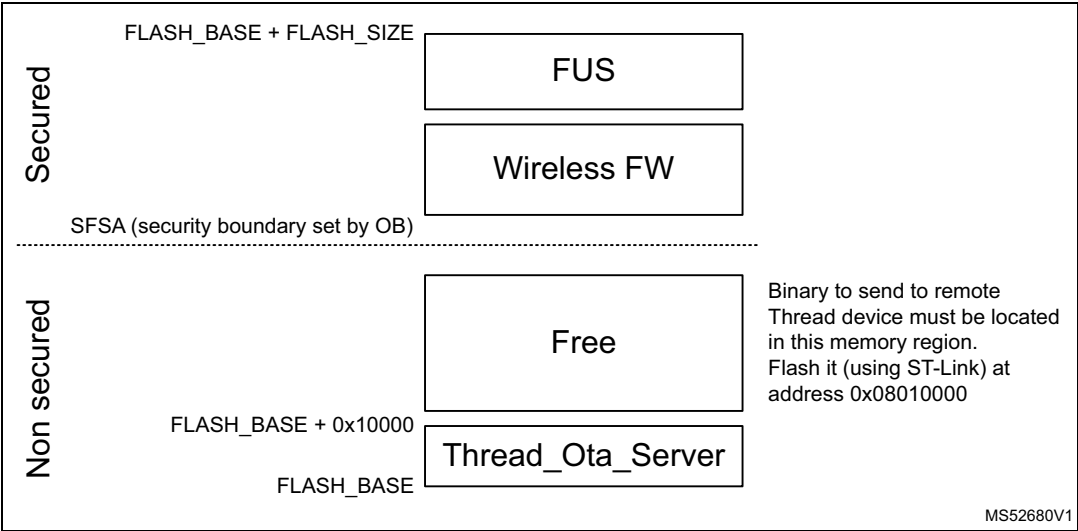 FLASH_BASE + FLASH_SIZE
FUS
Secured
Wireless FW
SFSA (security boundary set by OB)
Non secured
Free
Binary to send to remote
Thread device must be located
in this memory region.
Flash it (using ST-Link) at
address 0x08010000
FLASH_BASE + 0x10000
Thread_Ota_Server
FLASH_BASE
MS52680V1